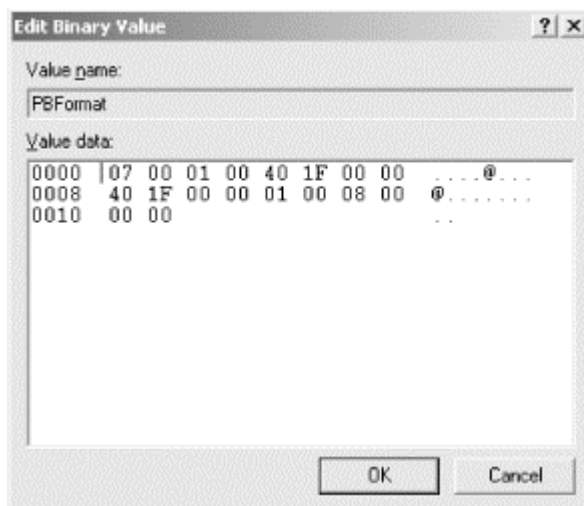 Edit Binary Value ? ×
Value name:
PBFormat
Value data:
0000 07 00 01 00 40 1F 00 00 ....@...
0008 40 1F 00 00 01 00 08 00 @.......
0010 00 00 ..
OK Cancel